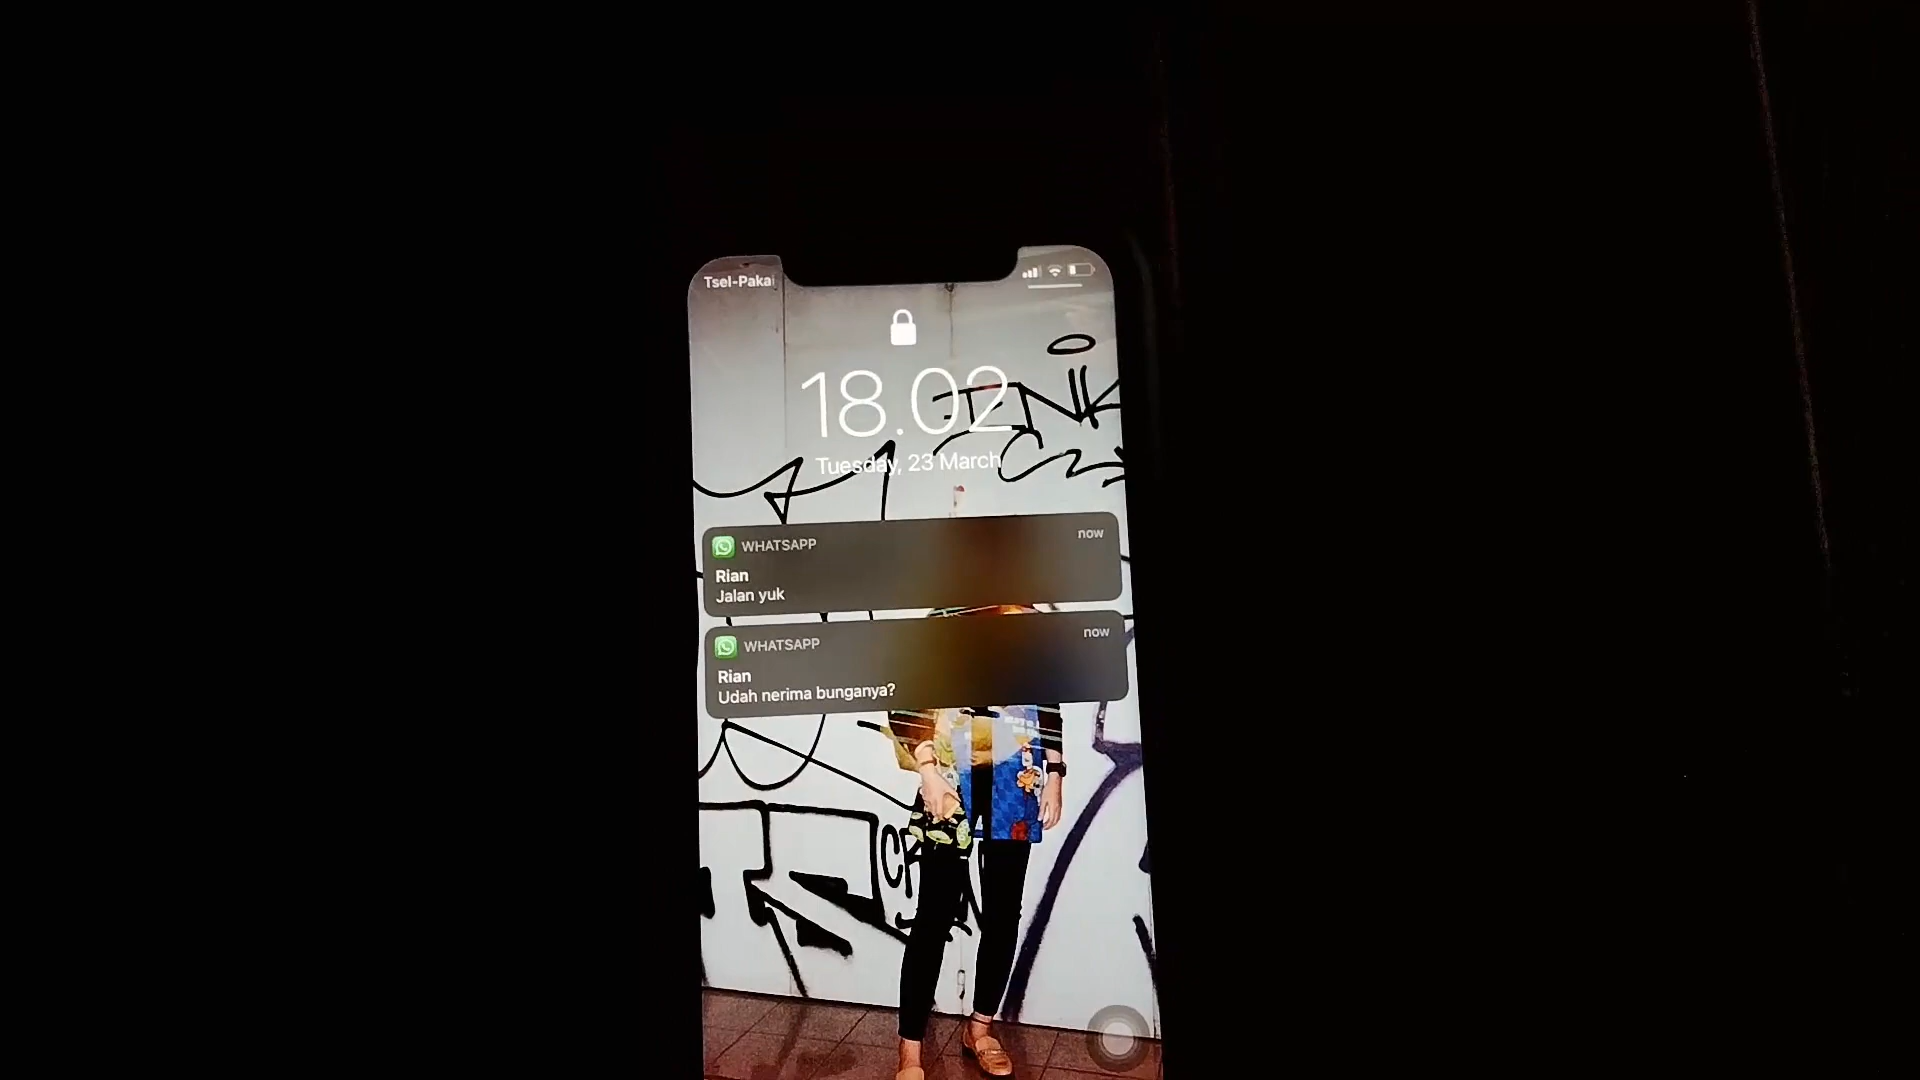 Tsel-Pakai
18.02
Tuesday, 23 March
WHATSAPP
now
Rian
Jalan yuk
WHATSAPP
now
Rian
Udah nerima bunganya?